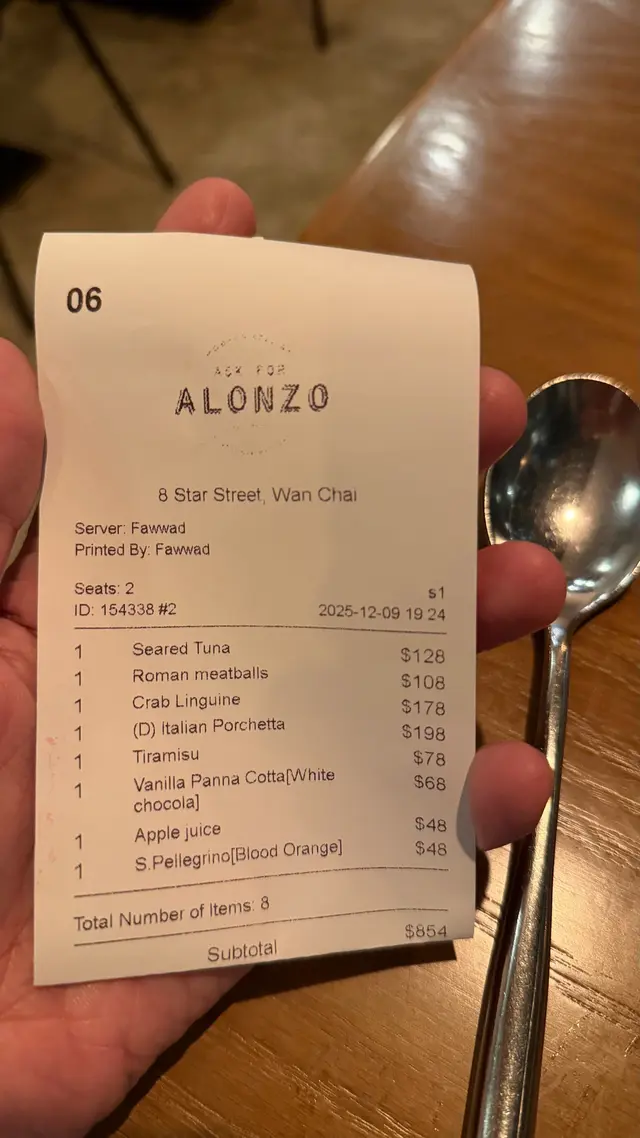 06
ASK FOR
ALONZO
8 Star Street, Wan Chai
Server: Fawwad
Printed By: Fawwad
Seats: 2 s1
ID: 154338 #2 2025-12-09 19 24
1 Seared Tuna $128
1 Roman meatballs $108
1 Crab Linguine $178
1 (D) Italian Porchetta $198
1 Tiramisu $78
1 Vanilla Panna Cotta[White $68
chocola]
1 Apple juice $48
1 S.Pellegrino[Blood Orange] $48
Total Number of Items: 8
Subtotal $854